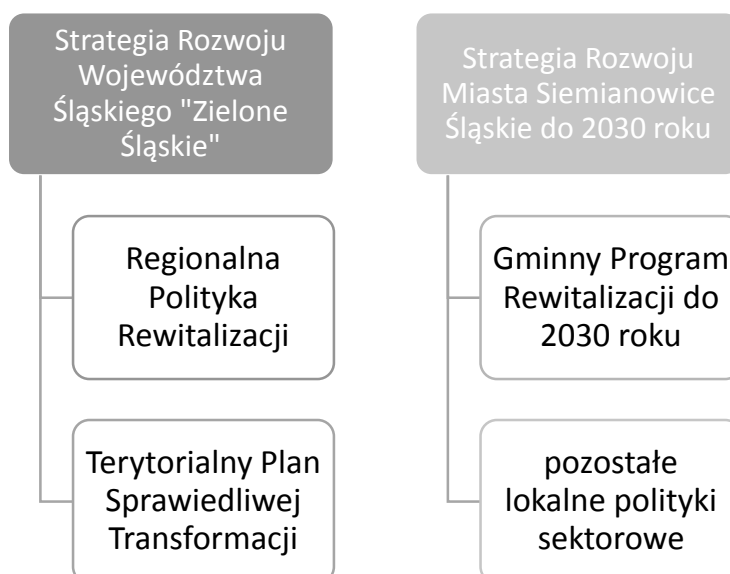 Strategia Rozwoju
Województwa
Śląskiego "Zielone
Śląskie"
Regionalna
Polityka
Rewitalizacji
Terytorialny Plan
Sprawiedliwej
Transformacji
Strategia Rozwoju
Miasta Siemianowice
Śląskie do 2030 roku
Gminny Program
Rewitalizacji do
2030 roku
pozostałe
lokalne polityki
sektorowe